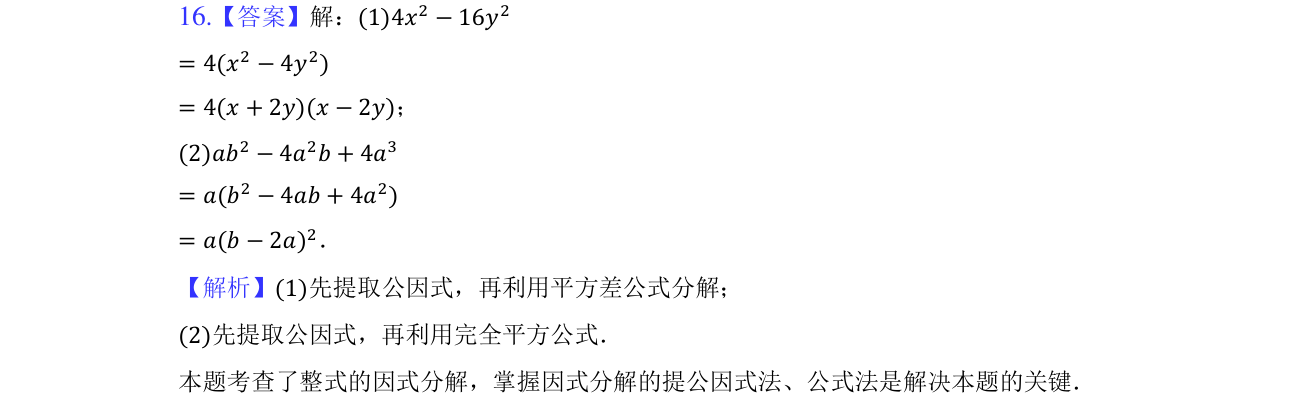 16.【答案】解：(1)4x² − 16y²
= 4(x² − 4y²)
= 4(x + 2y)(x − 2y)；
(2)ab² − 4a²b + 4a³
= a(b² − 4ab + 4a²)
= a(b − 2a)²．
【解析】(1)先提取公因式，再利用平方差公式分解；
(2)先提取公因式，再利用完全平方公式．
本题考查了整式的因式分解，掌握因式分解的提公因式法、公式法是解决本题的关键．